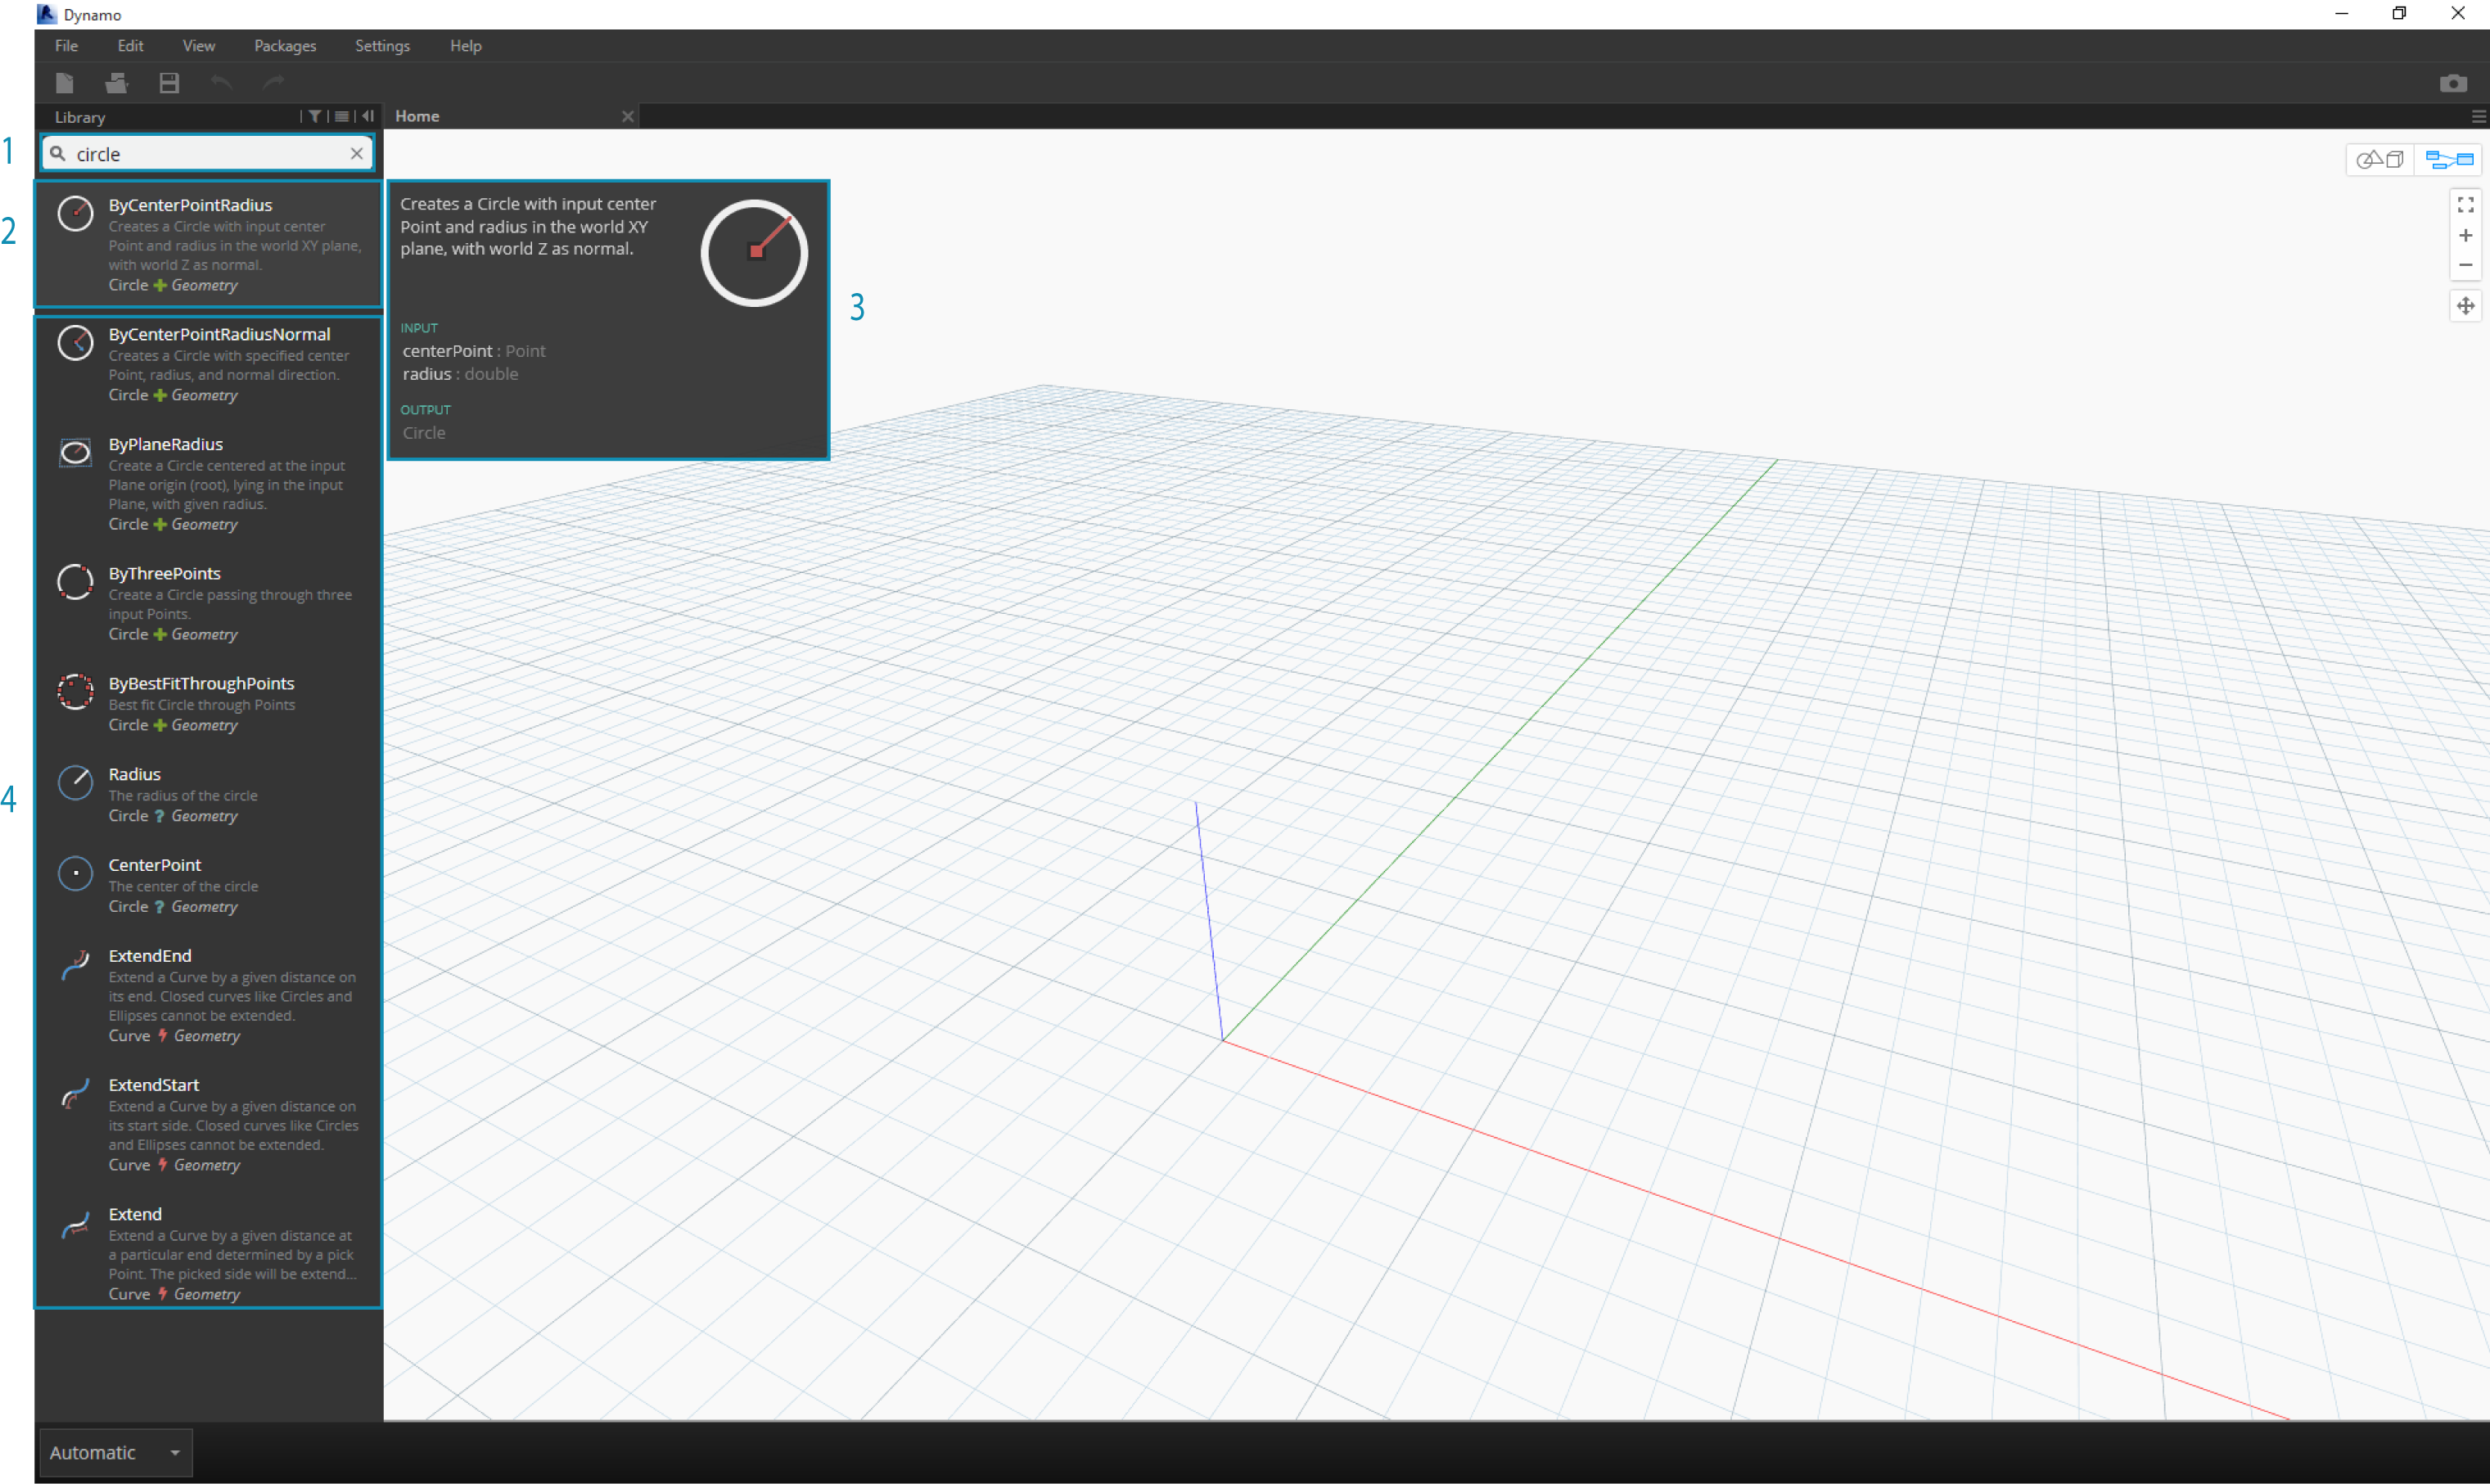 Dynamo
File Edit View Packages Settings Help
Library
Home
1
circle
2
ByCenterPointRadius
Creates a Circle with input center
Point and radius in the world XY plane,
with world Z as normal.
Circle Geometry
Creates a Circle with input center
Point and radius in the world XY
plane, with world Z as normal.
INPUT
centerPoint : Point
radius : double
OUTPUT
Circle
3
4
ByCenterPointRadiusNormal
Creates a Circle with specified center
Point, radius, and normal direction.
Circle Geometry
ByPlaneRadius
Create a Circle centered at the input
Plane origin (root), lying in the input
Plane, with given radius.
Circle Geometry
ByThreePoints
Create a Circle passing through three
input Points.
Circle Geometry
ByBestFitThroughPoints
Best fit Circle through Points
Circle Geometry
Radius
The radius of the circle
Circle ? Geometry
CenterPoint
The center of the circle
Circle ? Geometry
ExtendEnd
Extend a Curve by a given distance on
its end. Closed curves like Circles and
Ellipses cannot be extended.
Curve Geometry
ExtendStart
Extend a Curve by a given distance on
its start side. Closed curves like Circles
and Ellipses cannot be extended.
Curve Geometry
Extend
Extend a Curve by a given distance at
a particular end determined by a pick
Point. The picked side will be extend...
Curve Geometry
Automatic